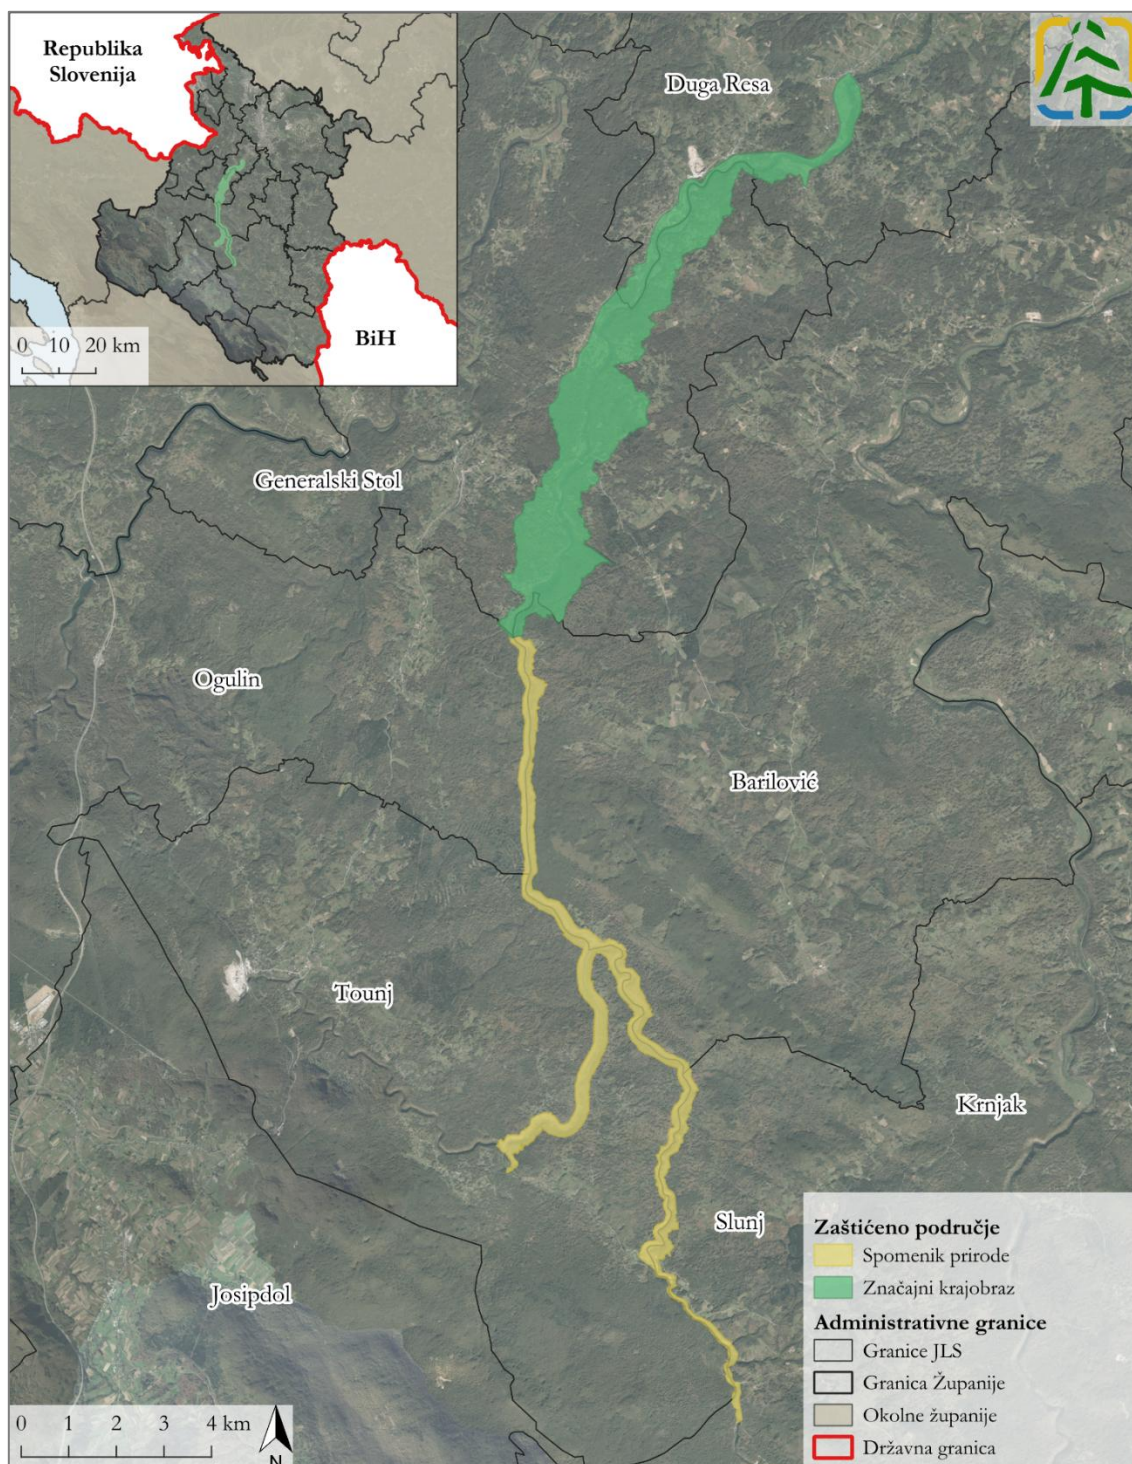 Republika
Slovenija
BiH
0 10 20 km
Duga Resa
Generalski Stol
Ogulin
Barilović
Tounj
Krnjak
Slunj
Josipdol
Zaštićeno područje
Spomenik prirode
Značajni krajobraz
Administrativne granice
Granice JLS
Granica Županije
Okolne županije
Državna granica
0 1 2 3 4 km
N